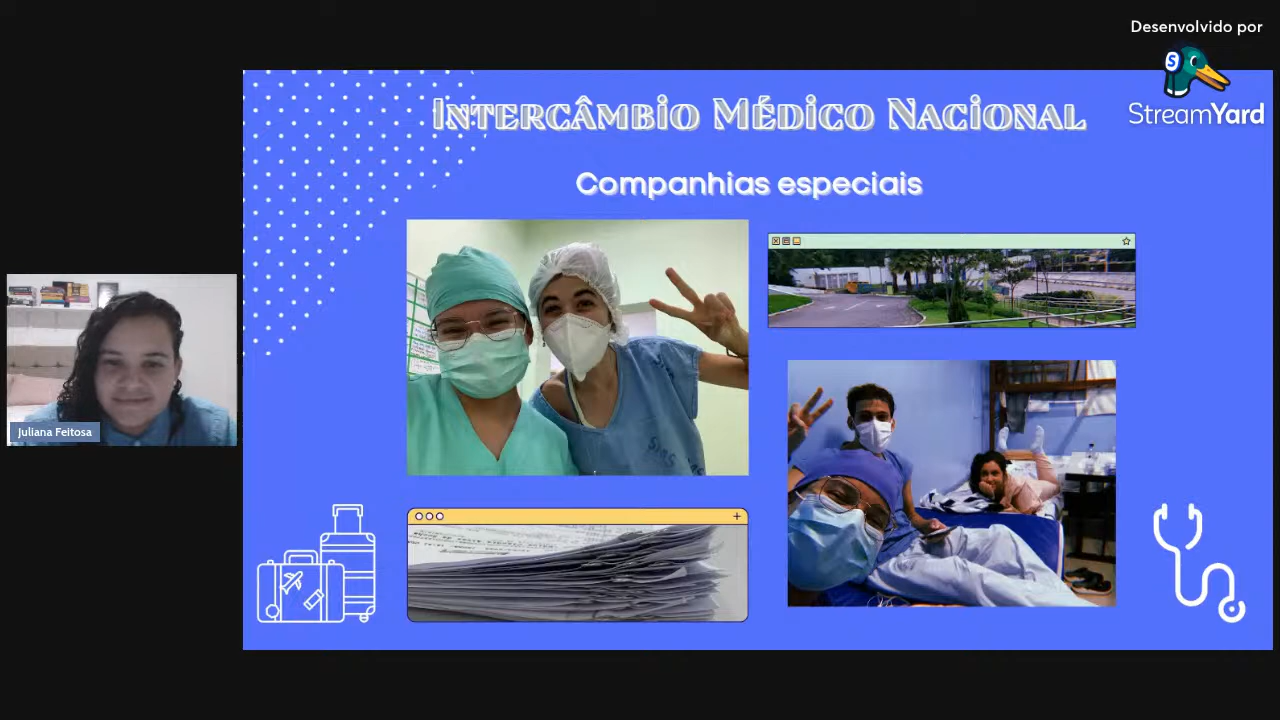 Desenvolvido por
StreamYard
Intercâmbio Médico Nacional
Companhias especiais
Juliana Feitosa